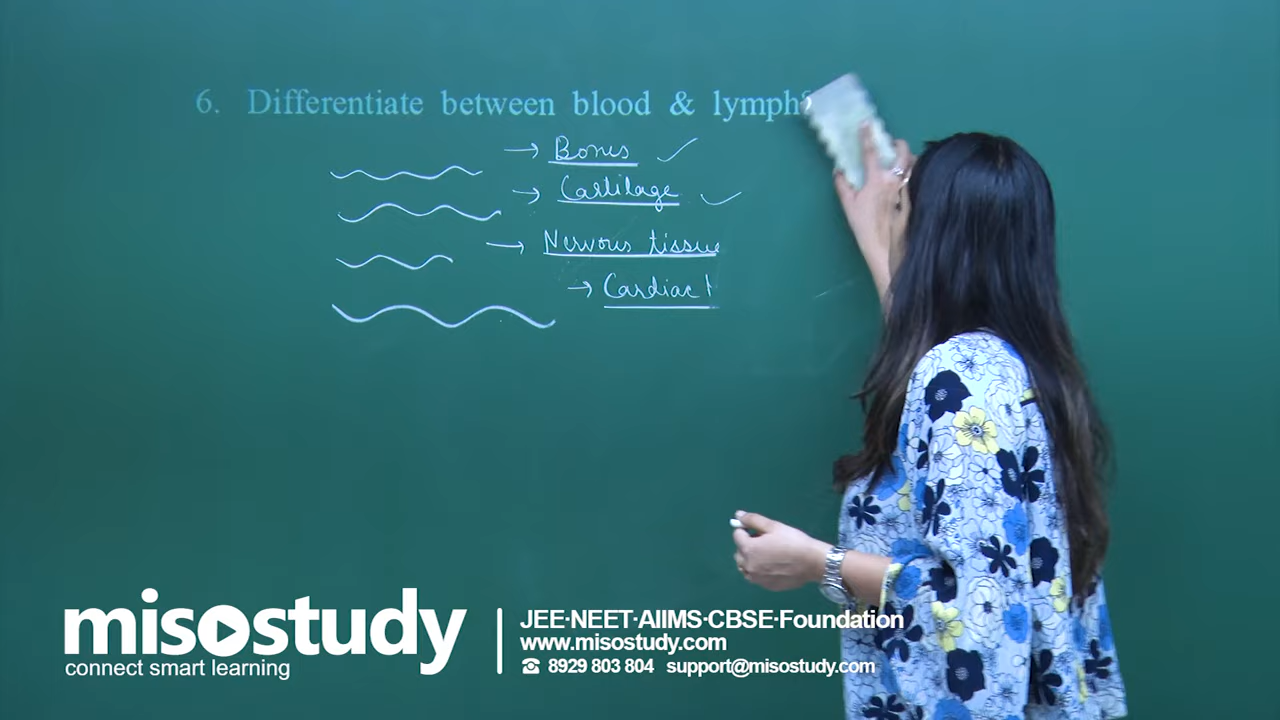 6. Differentiate between blood & lymph
→ Bones ✓
→ Cartilage ✓
→ Nervous tissue
→ Cardiac
misostudy
connect smart learning
JEE·NEET·AIIMS·CBSE·Foundation
www.misostudy.com
☎ 8929 803 804 support@misostudy.com